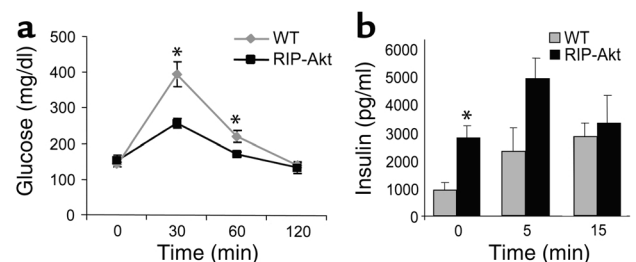 a
500
400
300
200
100
0
Glucose (mg/dl)
*
*
WT
RIP-Akt
0 30 60 120
Time (min)
b
6000
5000
4000
3000
2000
1000
0
Insulin (pg/ml)
*
WT
RIP-Akt
0 5 15
Time (min)